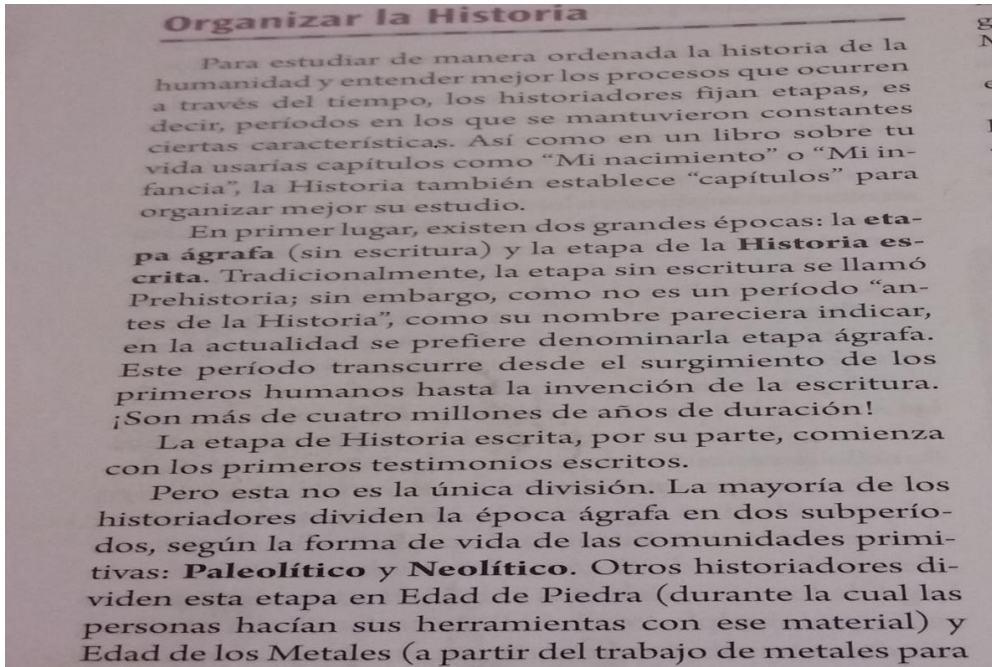 Organizar la Historia
Para estudiar de manera ordenada la historia de la
humanidad y entender mejor los procesos que ocurren
a través del tiempo, los historiadores fijan etapas, es
decir, períodos en los que se mantuvieron constantes
ciertas características. Así como en un libro sobre tu
vida usarías capítulos como “Mi nacimiento” o “Mi in-
fancia”, la Historia también establece “capítulos” para
organizar mejor su estudio.
En primer lugar, existen dos grandes épocas: la eta-
pa ágrafa (sin escritura) y la etapa de la Historia es-
crita. Tradicionalmente, la etapa sin escritura se llamó
Prehistoria; sin embargo, como no es un período “an-
tes de la Historia”, como su nombre pareciera indicar,
en la actualidad se prefiere denominarla etapa ágrafa.
Este período transcurre desde el surgimiento de los
primeros humanos hasta la invención de la escritura.
¡Son más de cuatro millones de años de duración!
La etapa de Historia escrita, por su parte, comienza
con los primeros testimonios escritos.
Pero esta no es la única división. La mayoría de los
historiadores dividen la época ágrafa en dos subperío-
dos, según la forma de vida de las comunidades primi-
tivas: Paleolítico y Neolítico. Otros historiadores di-
viden esta etapa en Edad de Piedra (durante la cual las
personas hacían sus herramientas con ese material) y
Edad de los Metales (a partir del trabajo de metales para